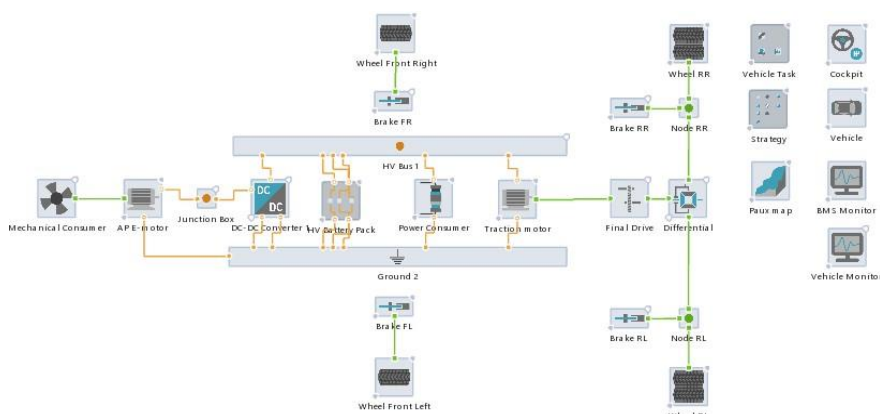 Wheel Front Right
Wheel RR
Vehicle Task
Cockpit
Brake FR
Brake RR
Node RR
Strategy
Vehicle
HV Bus 1
DC
DC
Mechanical Consumer
AP E-motor
Junction Box
DC-DC Converter 1
HV Battery Pack
Power Consumer
Traction motor
Final Drive
Differential
Paux map
BMS Monitor
Ground 2
Vehicle Monitor
Brake FL
Brake RL
Node RL
Wheel Front Left